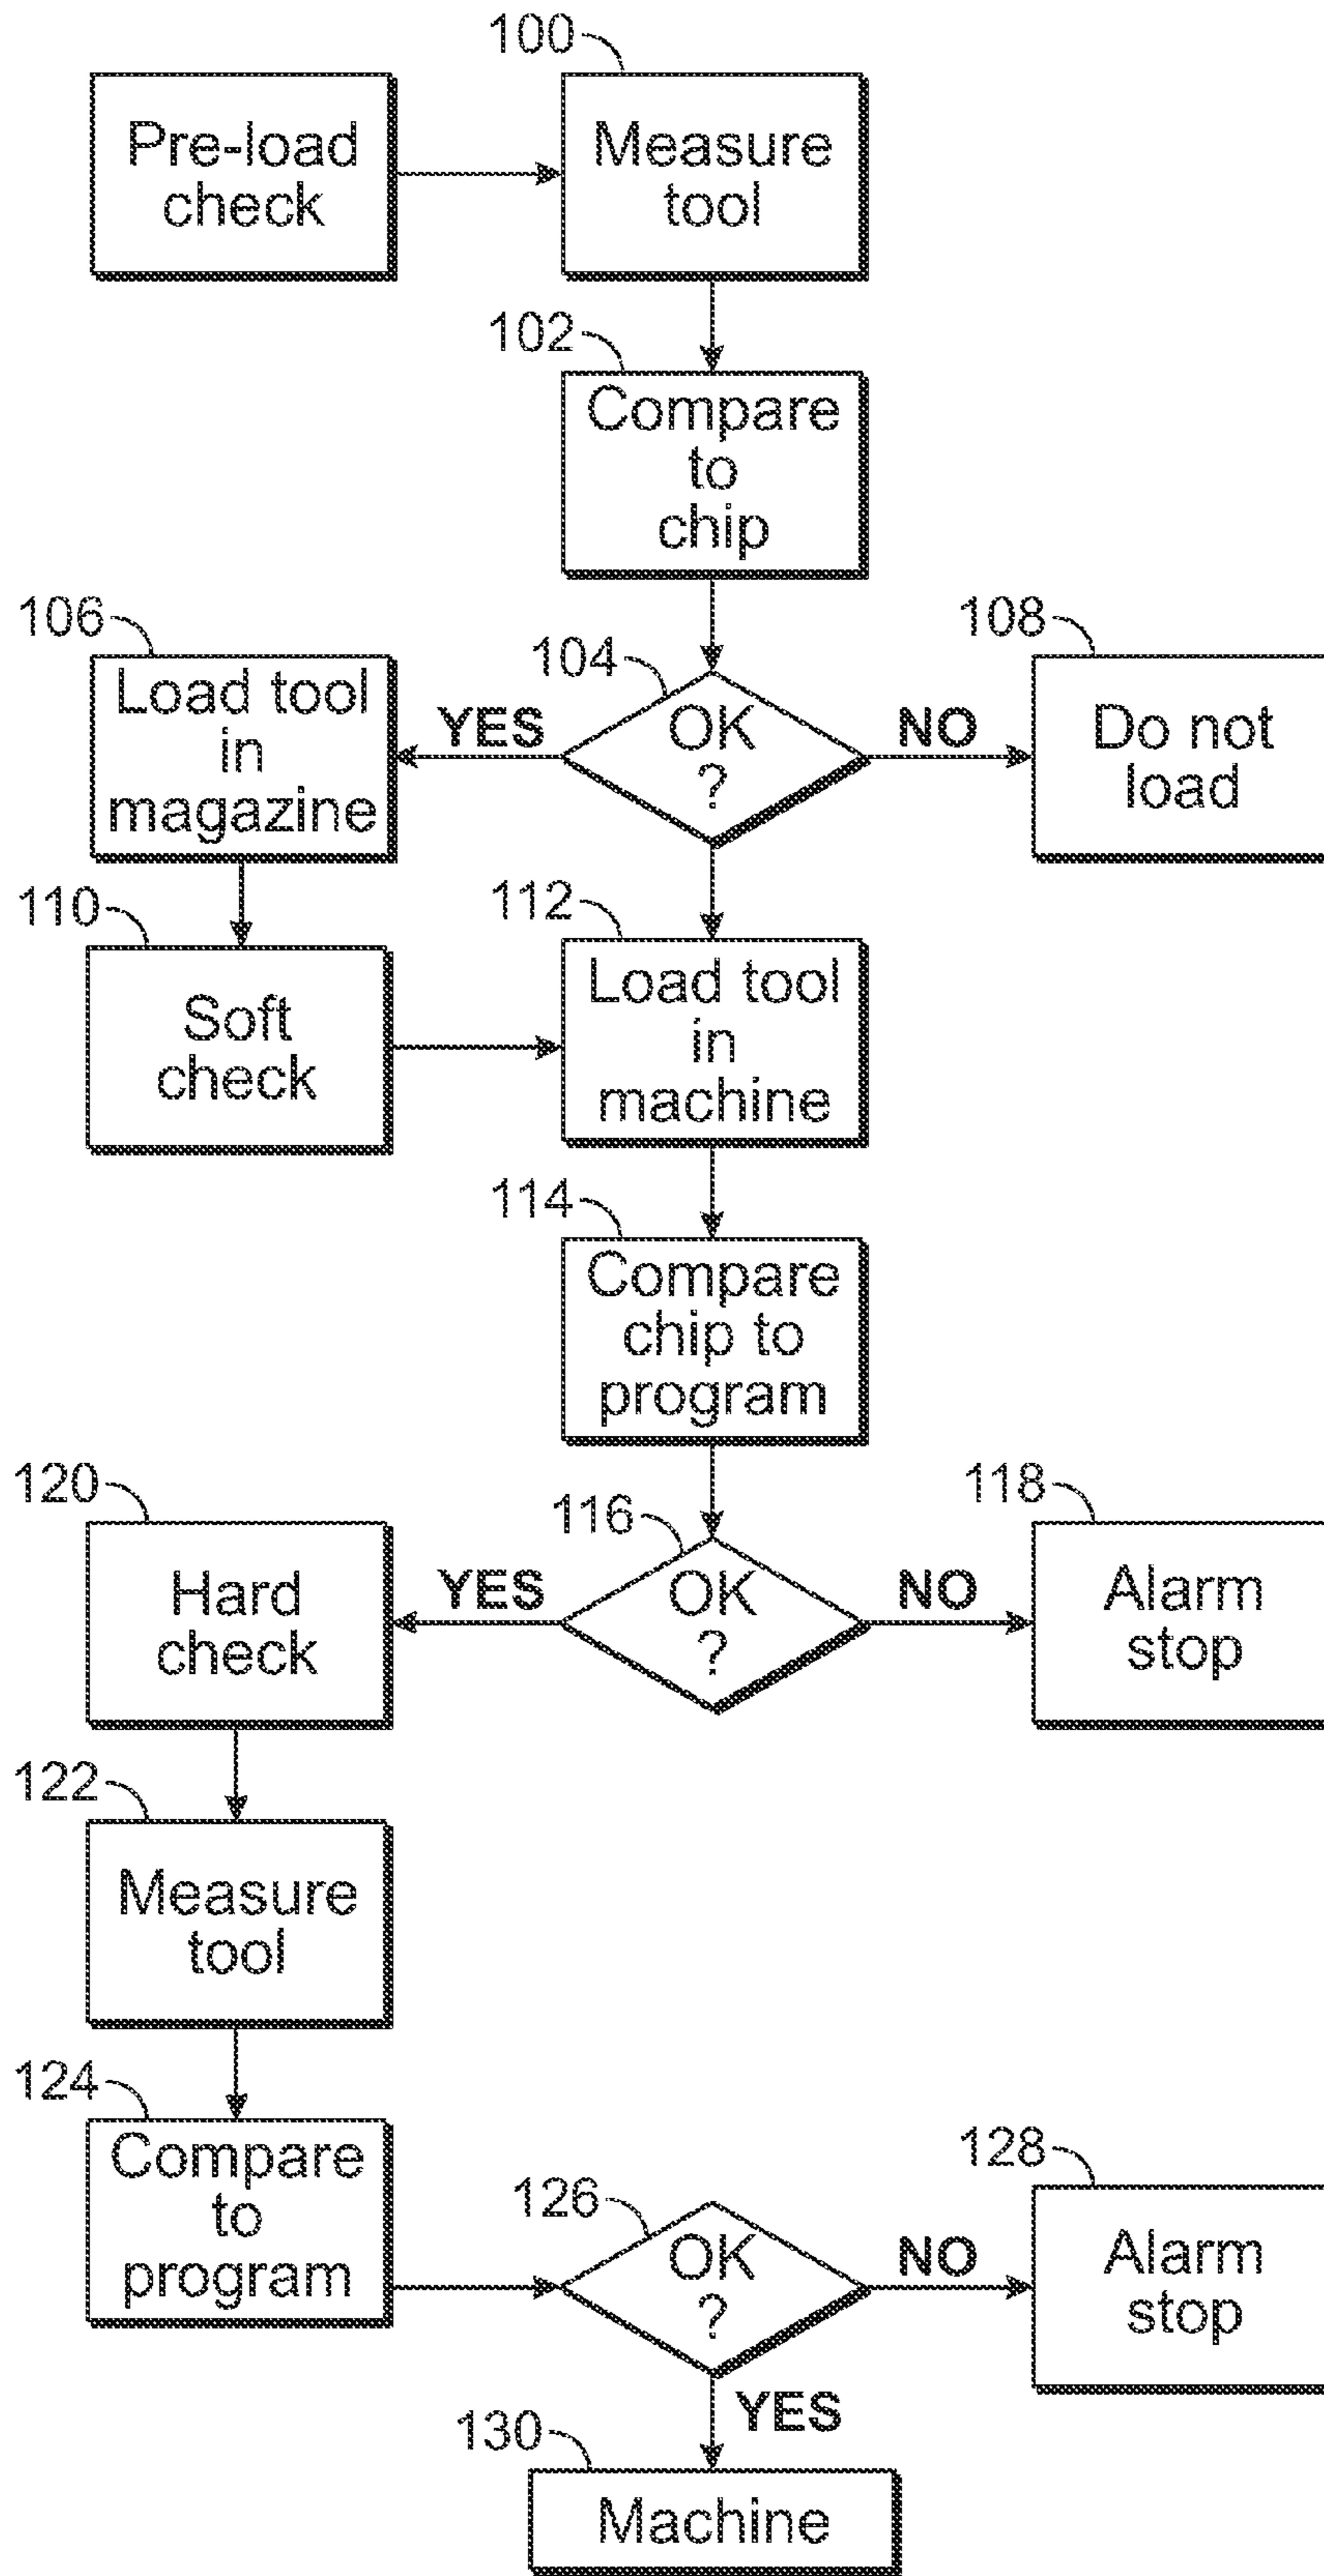 100
Pre-load
check
Measure
tool
102
Compare
to
chip
106
Load tool
in
magazine
104
YES
OK
?
NO
108
Do not
load
110
Soft
check
112
Load tool
in
machine
114
Compare
chip to
program
120
Hard
check
116
YES
OK
?
NO
118
Alarm
stop
122
Measure
tool
124
Compare
to
program
126
OK
?
NO
128
Alarm
stop
YES
130
Machine